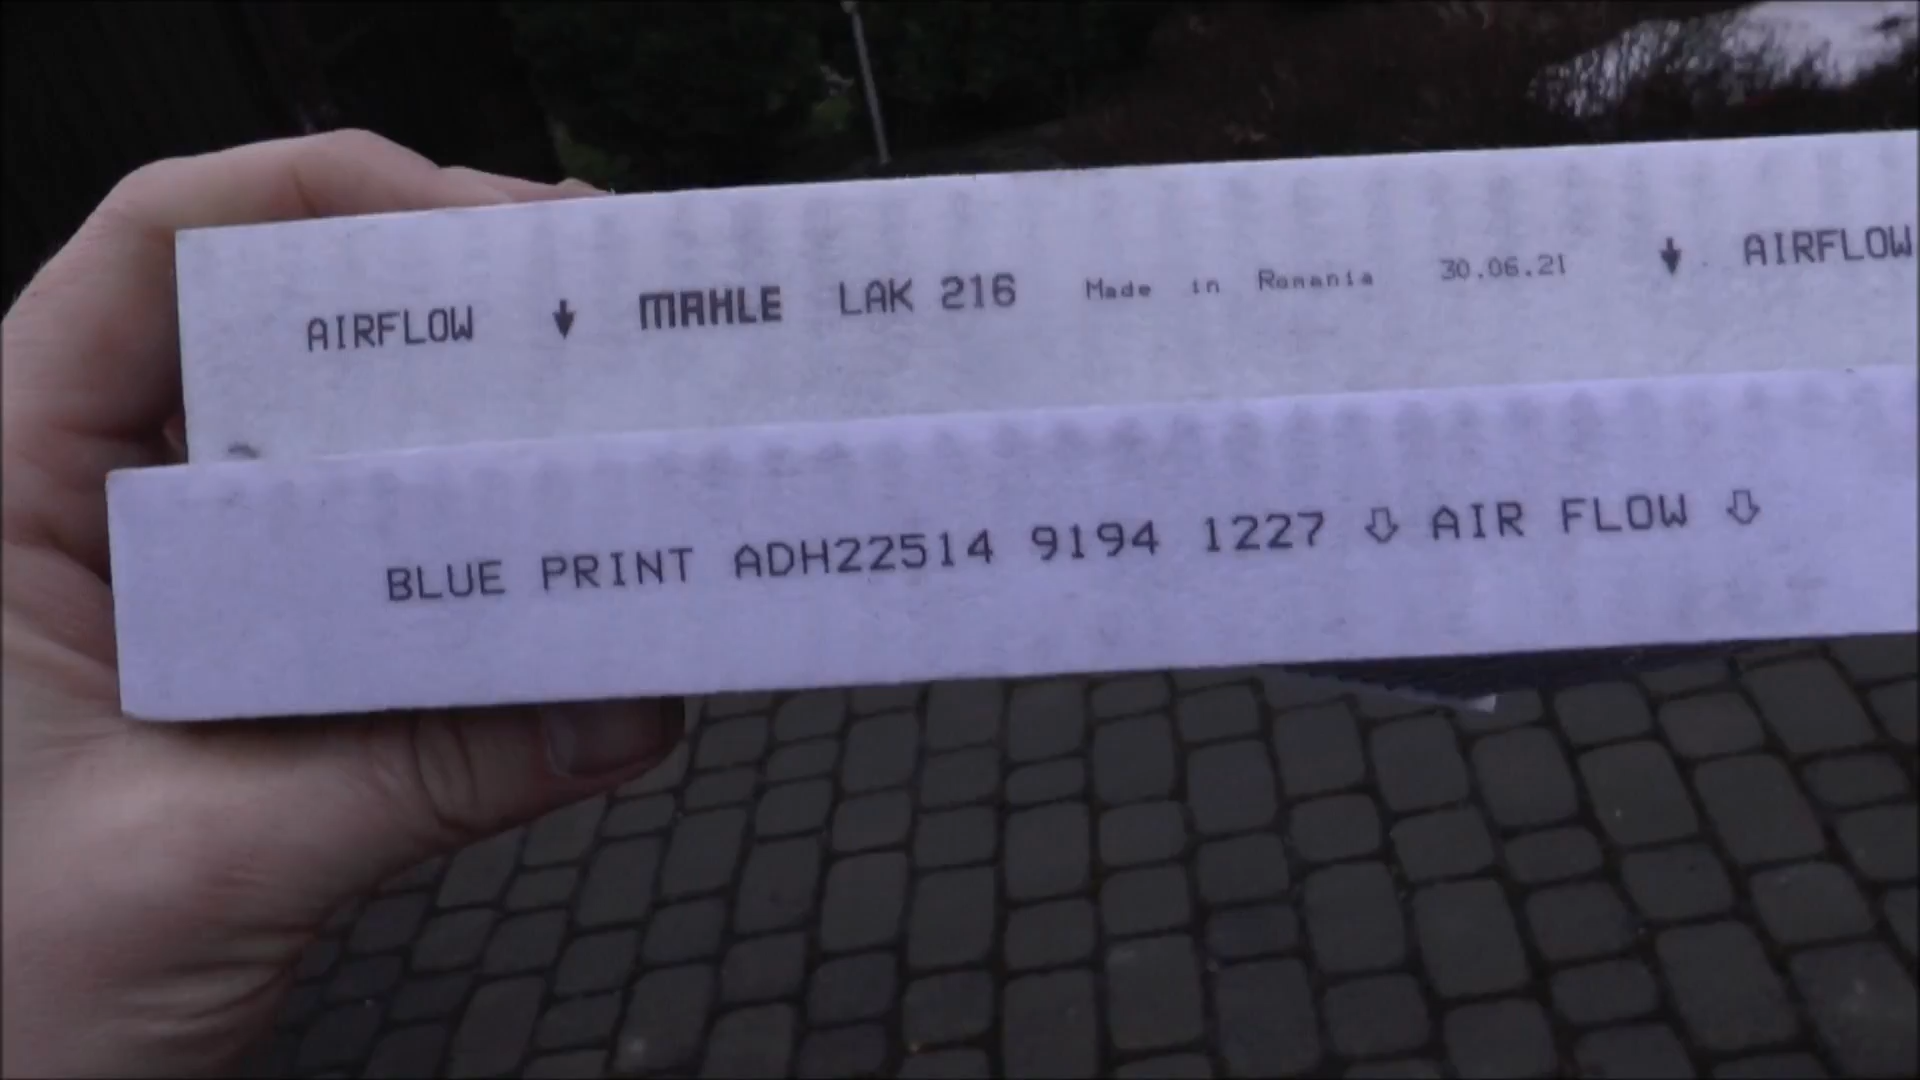 AIRFLOW ↓ MAHLE LAK 216 Made in Romania 30.06.21 ↓ AIRFLOW
BLUE PRINT ADH22514 9194 1227 ⇩ AIR FLOW ⇩